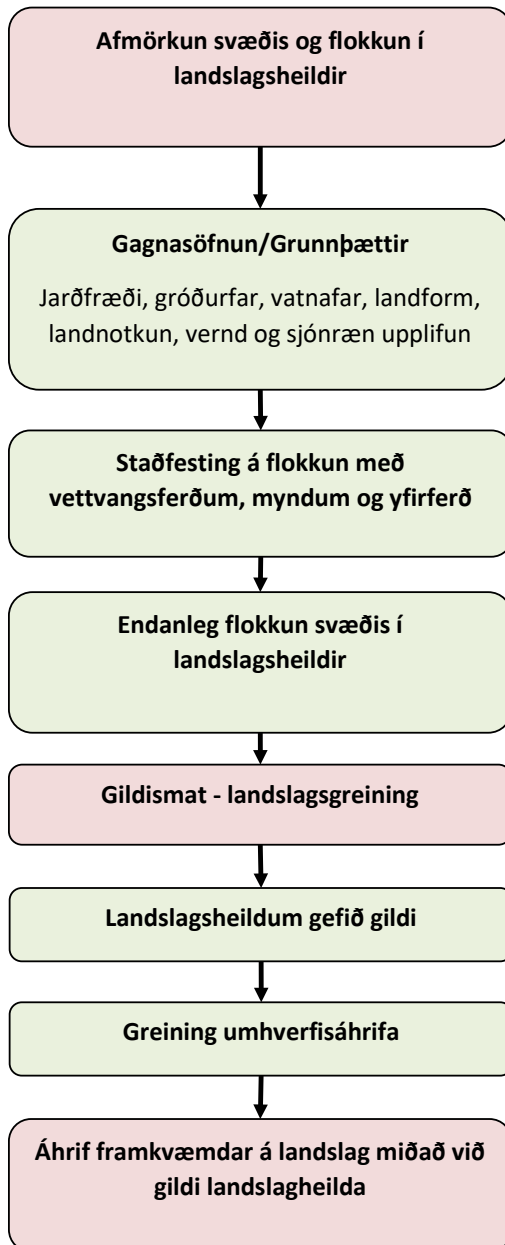 Afmörkun svæðis og flokkun í
landslagsheildir
Gagnasöfnun/Grunnþættir
Jarðfræði, gróðurfar, vatnafar, landform,
landnotkun, vernd og sjónræn upplifun
Staðfesting á flokkun með
vettvangsferðum, myndum og yfirferð
Endanleg flokkun svæðis í
landslagsheildir
Gildismat - landslagsgreining
Landslagsheildum gefið gildi
Greining umhverfisáhrifa
Áhrif framkvæmdar á landslag miðað við
gildi landslagheilda